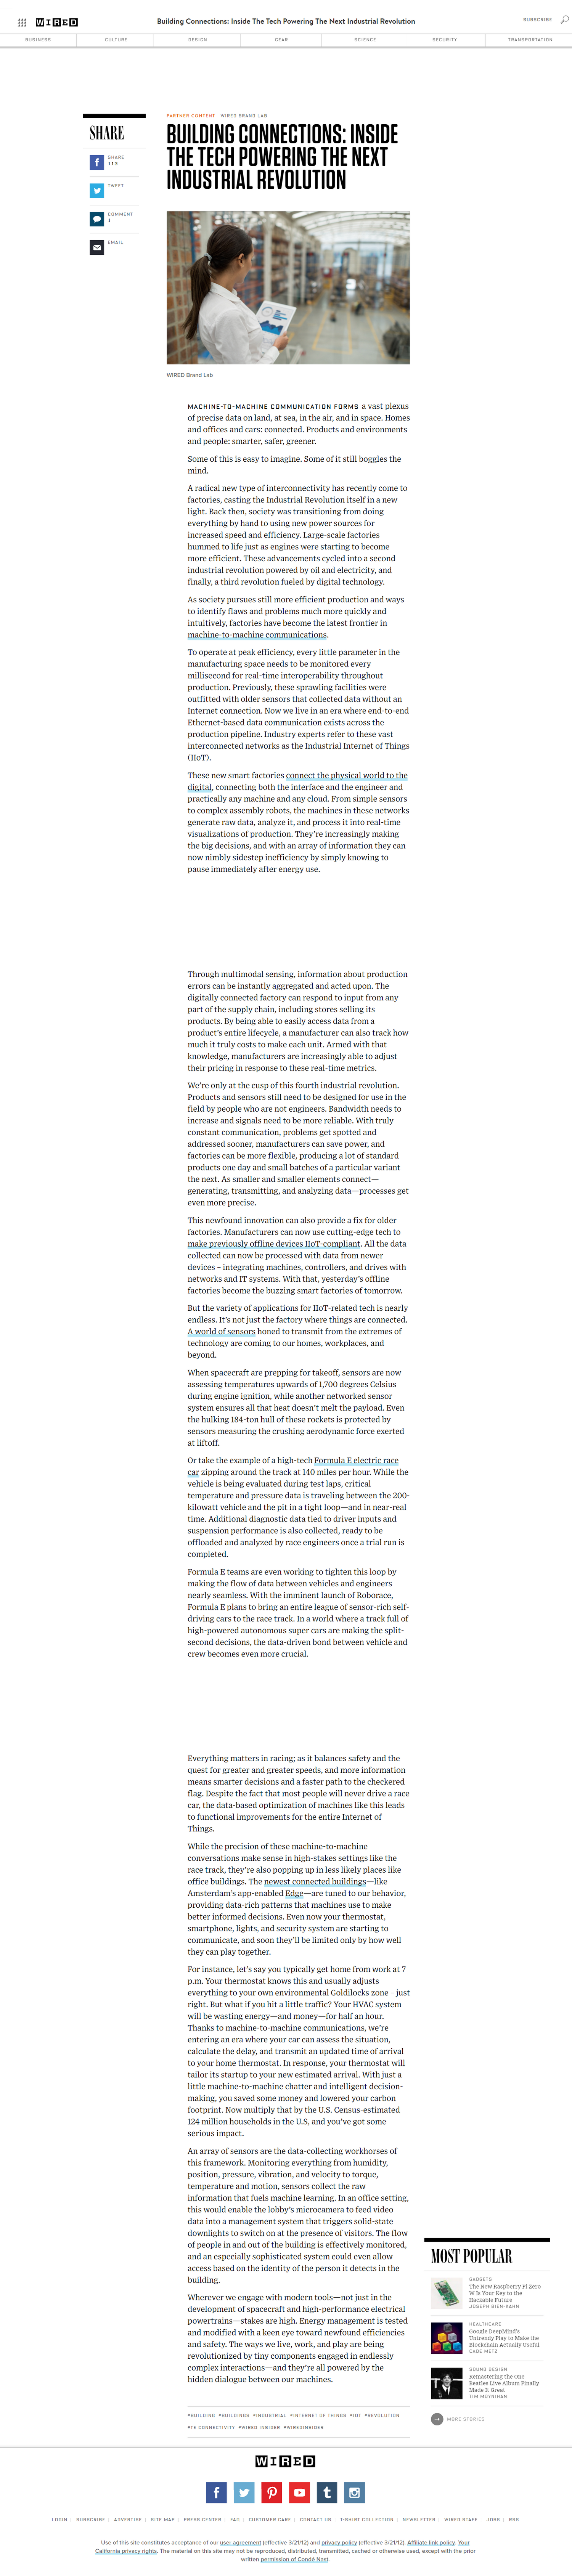 WIRED
Building Connections: Inside The Tech Powering The Next Industrial Revolution
SUBSCRIBE
BUSINESS
CULTURE
DESIGN
GEAR
SCIENCE
SECURITY
TRANSPORTATION
SHARE
SHARE
113
TWEET
COMMENT
1
EMAIL
PARTNER CONTENT WIRED BRAND LAB
BUILDING CONNECTIONS: INSIDE
THE TECH POWERING THE NEXT
INDUSTRIAL REVOLUTION
WIRED Brand Lab
MACHINE-TO-MACHINE COMMUNICATION FORMS a vast plexus
of precise data on land, at sea, in the air, and in space. Homes
and offices and cars: connected. Products and environments
and people: smarter, safer, greener.
Some of this is easy to imagine. Some of it still boggles the
mind.
A radical new type of interconnectivity has recently come to
factories, casting the Industrial Revolution itself in a new
light. Back then, society was transitioning from doing
everything by hand to using new power sources for
increased speed and efficiency. Large-scale factories
hummed to life just as engines were starting to become
more efficient. These advancements cycled into a second
industrial revolution powered by oil and electricity, and
finally, a third revolution fueled by digital technology.
As society pursues still more efficient production and ways
to identify flaws and problems much more quickly and
intuitively, factories have become the latest frontier in
machine-to-machine communications.
To operate at peak efficiency, every little parameter in the
manufacturing space needs to be monitored every
millisecond for real-time interoperability throughout
production. Previously, these sprawling facilities were
outfitted with older sensors that collected data without an
Internet connection. Now we live in an era where end-to-end
Ethernet-based data communication exists across the
production pipeline. Industry experts refer to these vast
interconnected networks as the Industrial Internet of Things
(IIoT).
These new smart factories connect the physical world to the
digital, connecting both the interface and the engineer and
practically any machine and any cloud. From simple sensors
to complex assembly robots, the machines in these networks
generate raw data, analyze it, and process it into real-time
visualizations of production. They're increasingly making
the big decisions, and with an array of information they can
now nimbly sidestep inefficiency by simply knowing to
pause immediately after energy use.
Through multimodal sensing, information about production
errors can be instantly aggregated and acted upon. The
digitally connected factory can respond to input from any
part of the supply chain, including stores selling its
products. By being able to easily access data from a
product's entire lifecycle, a manufacturer can also track how
much it truly costs to make each unit. Armed with that
knowledge, manufacturers are increasingly able to adjust
their pricing in response to these real-time metrics.
We're only at the cusp of this fourth industrial revolution.
Products and sensors still need to be designed for use in the
field by people who are not engineers. Bandwidth needs to
increase and signals need to be more reliable. With truly
constant communication, problems get spotted and
addressed sooner, manufacturers can save power, and
factories can be more flexible, producing a lot of standard
products one day and small batches of a particular variant
the next. As smaller and smaller elements connect—
generating, transmitting, and analyzing data—processes get
even more precise.
This newfound innovation can also provide a fix for older
factories. Manufacturers can now use cutting-edge tech to
make previously offline devices IIoT-compliant. All the data
collected can now be processed with data from newer
devices – integrating machines, controllers, and drives with
networks and IT systems. With that, yesterday's offline
factories become the buzzing smart factories of tomorrow.
But the variety of applications for IIoT-related tech is nearly
endless. It's not just the factory where things are connected.
A world of sensors honed to transmit from the extremes of
technology are coming to our homes, workplaces, and
beyond.
When spacecraft are prepping for takeoff, sensors are now
assessing temperatures upwards of 1,700 degrees Celsius
during engine ignition, while another networked sensor
system ensures all that heat doesn't melt the payload. Even
the hulking 184-ton hull of these rockets is protected by
sensors measuring the crushing aerodynamic force exerted
at liftoff.
Or take the example of a high-tech Formula E electric race
car zipping around the track at 140 miles per hour. While the
vehicle is being evaluated during test laps, critical
temperature and pressure data is traveling between the 200-
kilowatt vehicle and the pit in a tight loop—and in near-real
time. Additional diagnostic data tied to driver inputs and
suspension performance is also collected, ready to be
offloaded and analyzed by race engineers once a trial run is
completed.
Formula E teams are even working to tighten this loop by
making the flow of data between vehicles and engineers
nearly seamless. With the imminent launch of Roborace,
Formula E plans to bring an entire league of sensor-rich self-
driving cars to the race track. In a world where a track full of
high-powered autonomous super cars are making the split-
second decisions, the data-driven bond between vehicle and
crew becomes even more crucial.
Everything matters in racing; as it balances safety and the
quest for greater and greater speeds, and more information
means smarter decisions and a faster path to the checkered
flag. Despite the fact that most people will never drive a race
car, the data-based optimization of machines like this leads
to functional improvements for the entire Internet of
Things.
While the precision of these machine-to-machine
conversations make sense in high-stakes settings like the
race track, they're also popping up in less likely places like
office buildings. The newest connected buildings—like
Amsterdam's app-enabled Edge—are tuned to our behavior,
providing data-rich patterns that machines use to make
better informed decisions. Even now your thermostat,
smartphone, lights, and security system are starting to
communicate, and soon they'll be limited only by how well
they can play together.
For instance, let's say you typically get home from work at 7
p.m. Your thermostat knows this and usually adjusts
everything to your own environmental Goldilocks zone – just
right. But what if you hit a little traffic? Your HVAC system
will be wasting energy—and money—for half an hour.
Thanks to machine-to-machine communications, we're
entering an era where your car can assess the situation,
calculate the delay, and transmit an updated time of arrival
to your home thermostat. In response, your thermostat will
tailor its startup to your new estimated arrival. With just a
little machine-to-machine chatter and intelligent decision-
making, you saved some money and lowered your carbon
footprint. Now multiply that by the U.S. Census-estimated
124 million households in the U.S, and you've got some
serious impact.
An array of sensors are the data-collecting workhorses of
this framework. Monitoring everything from humidity,
position, pressure, vibration, and velocity to torque,
temperature and motion, sensors collect the raw
information that fuels machine learning. In an office setting,
this would enable the lobby's microcamera to feed video
data into a management system that triggers solid-state
downlights to switch on at the presence of visitors. The flow
of people in and out of the building is effectively monitored,
and an especially sophisticated system could even allow
access based on the identity of the person it detects in the
building.
Wherever we engage with modern tools—not just in the
development of spacecraft and high-performance electrical
powertrains—stakes are high. Energy management is tested
and modified with a keen eye toward newfound efficiencies
and safety. The ways we live, work, and play are being
revolutionized by tiny components engaged in endlessly
complex interactions—and they're all powered by the
hidden dialogue between our machines.
#BUILDING #BUILDINGS #INDUSTRIAL #INTERNET OF THINGS #IOT #REVOLUTION
#TE CONNECTIVITY #WIRED INSIDER #WIREDINSIDER
MOST POPULAR
GADGETS
The New Raspberry Pi Zero
W Is Your Key to the
Hackable Future
JOSEPH BIEN-KAHN
HEALTHCARE
Google DeepMind's
Untrendy Play to Make the
Blockchain Actually Useful
CADE METZ
SOUND DESIGN
Remastering the One
Beatles Live Album Finally
Made It Great
TIM MOYNIHAN
MORE STORIES
WIRED
LOGIN SUBSCRIBE ADVERTISE SITE MAP PRESS CENTER FAQ CUSTOMER CARE CONTACT US T-SHIRT COLLECTION NEWSLETTER WIRED STAFF JOBS RSS
Use of this site constitutes acceptance of our user agreement (effective 3/21/12) and privacy policy (effective 3/21/12). Affiliate link policy. Your
California privacy rights. The material on this site may not be reproduced, distributed, transmitted, cached or otherwise used, except with the prior
written permission of Condé Nast.